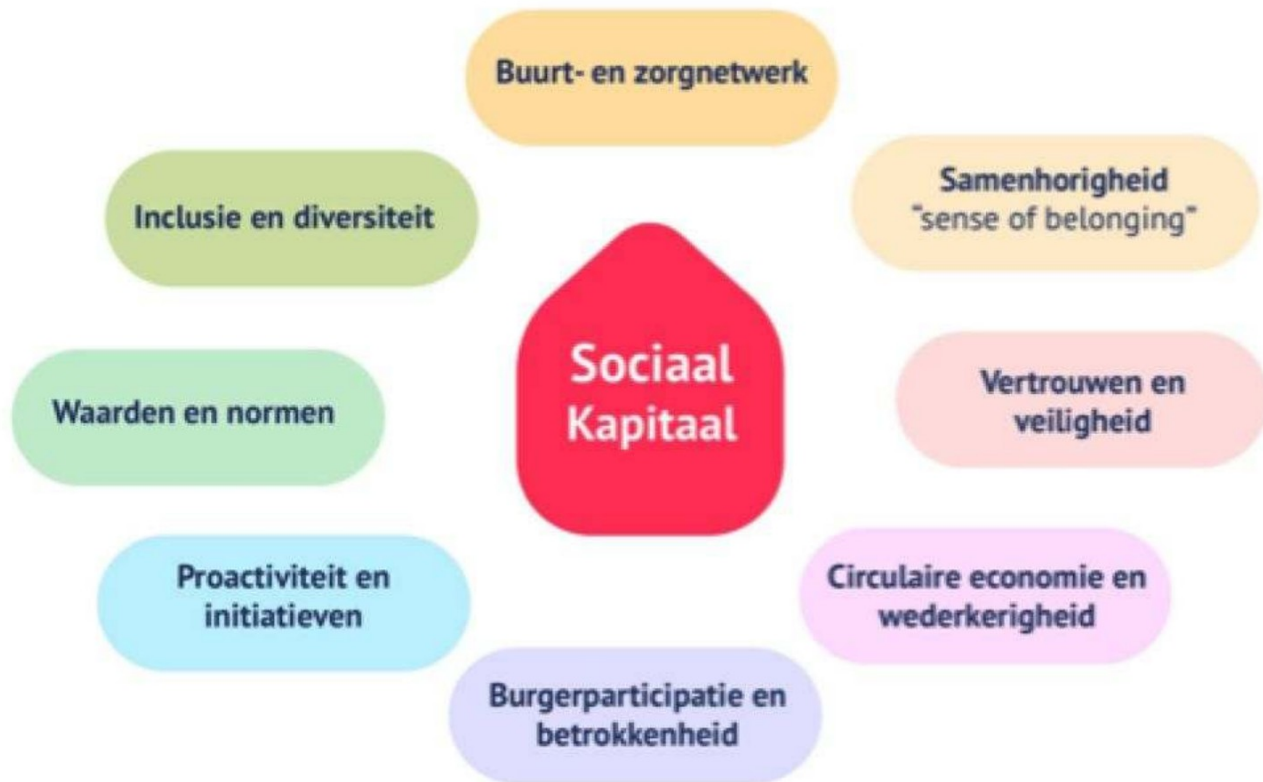 Buurt- en zorgnetwerk
Samenhorigheid
"sense of belonging"
Inclusie en diversiteit
Sociaal
Kapitaal
Vertrouwen en
veiligheid
Waarden en normen
Proactiviteit en
initiatieven
Circulaire economie en
wederkerigheid
Burgerparticipatie en
betrokkenheid